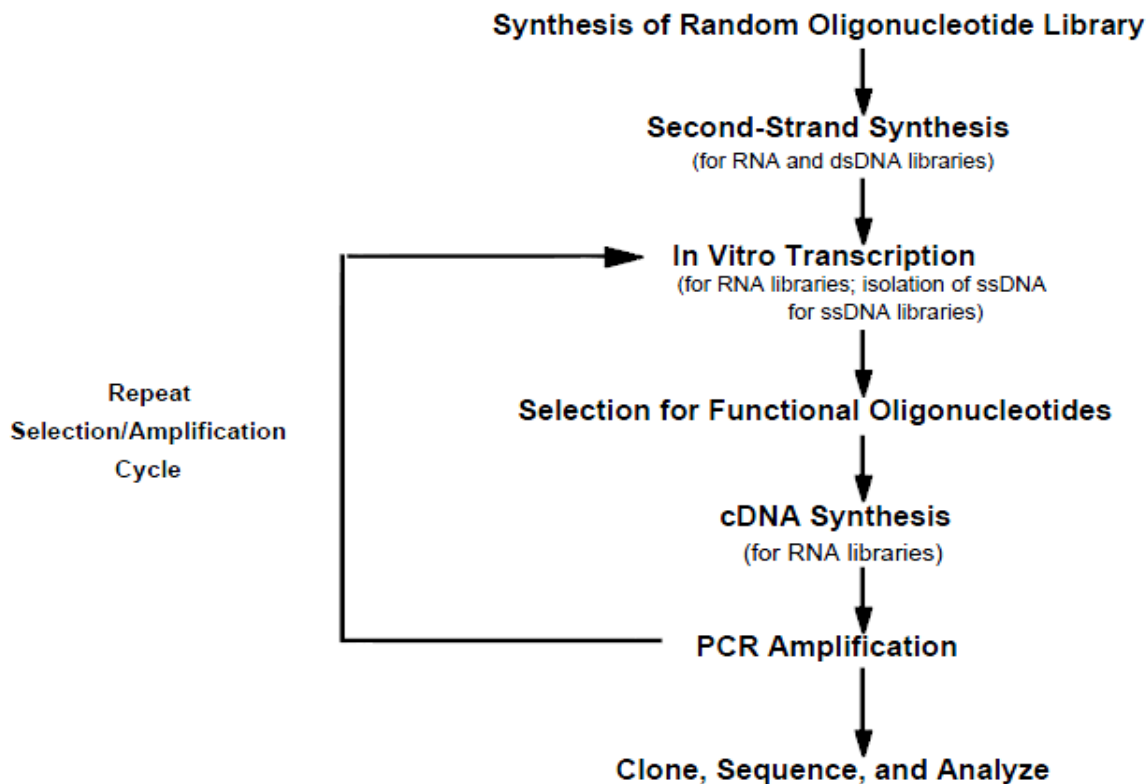 Synthesis of Random Oligonucleotide Library
Second-Strand Synthesis
(for RNA and dsDNA libraries)
In Vitro Transcription
(for RNA libraries; isolation of ssDNA
for ssDNA libraries)
Selection for Functional Oligonucleotides
cDNA Synthesis
(for RNA libraries)
PCR Amplification
Clone, Sequence, and Analyze
Repeat
Selection/Amplification
Cycle